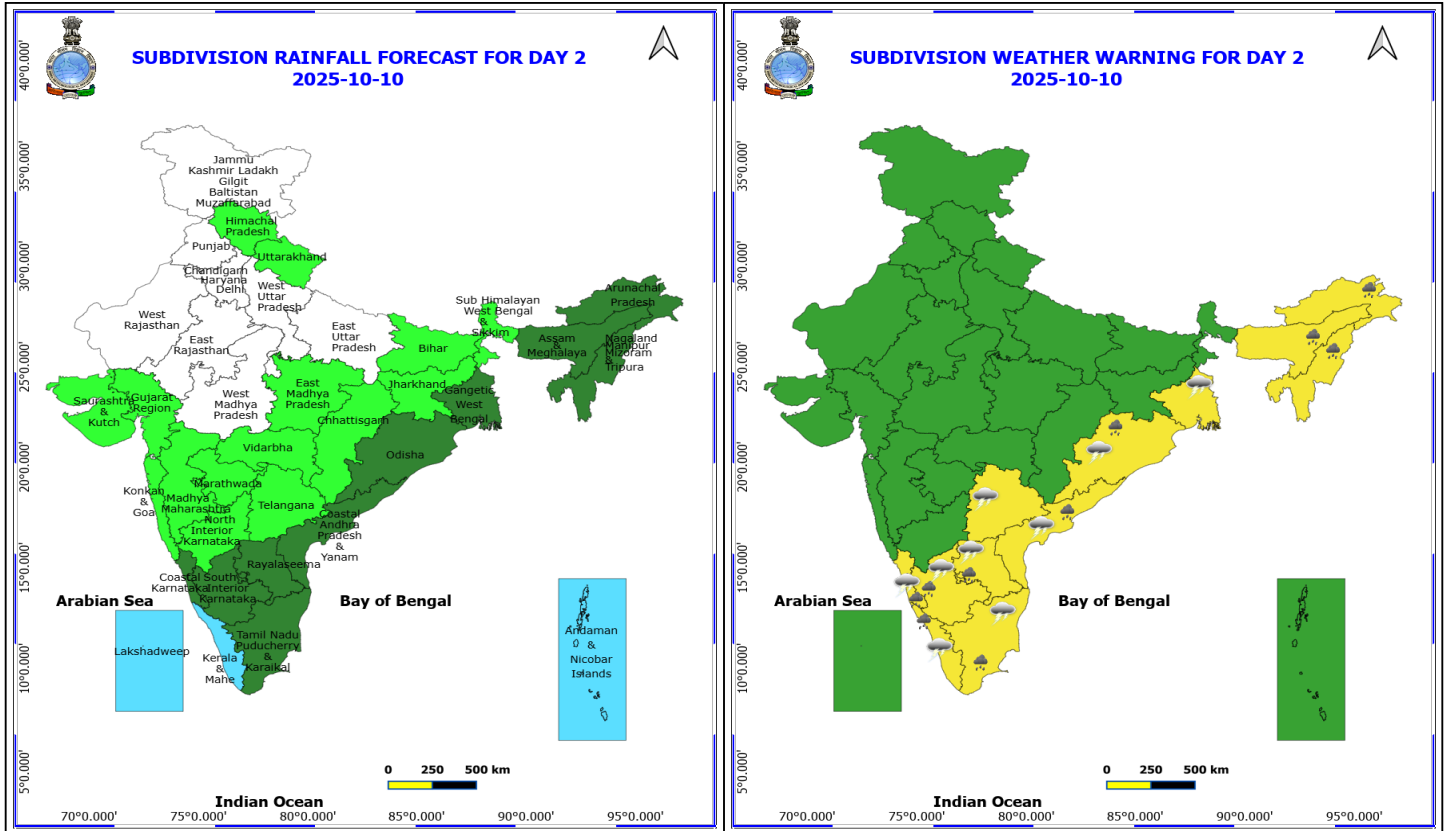 SUBDIVISION RAINFALL FORECAST FOR DAY 2
2025-10-10
40°0.000'
35°0.000'
30°0.000'
25°0.000'
20°0.000'
15°0.000'
10°0.000'
5°0.000'
Jammu
Kashmir Ladakh
Gilgit
Baltistan
Muzaffarabad
Himachal
Pradesh
Punjab
Uttarakhand
Chandigarh
Haryana
Delhi
West
Uttar
Pradesh
West
Rajasthan
East
Rajasthan
East
Uttar
Pradesh
Sub Himalayan
West Bengal
&
Sikkim
Arunachal
Pradesh
Assam
&
Meghalaya
Nagaland
Manipur
Mizoram
&
Tripura
Bihar
Jharkhand
Gangetic
West
Bengal
Saurashtra
&
Kutch
Gujarat
Region
West
Madhya
Pradesh
East
Madhya
Pradesh
Chhattisgarh
Vidarbha
Odisha
Konkan
&
Goa
Marathwada
Madhya
Maharashtra
Telangana
North
Interior
Karnataka
Coastal
Andhra
Pradesh
&
Yanam
Rayalaseema
Coastal
Karnataka
South
Interior
Karnataka
Arabian Sea
Bay of Bengal
Lakshadweep
Kerala
&
Mahe
Tamil Nadu
Puducherry
&
Karaikal
Andaman
&
Nicobar
Islands
0 250 500 km
Indian Ocean
70°0.000' 75°0.000' 80°0.000' 85°0.000' 90°0.000' 95°0.000'
SUBDIVISION WEATHER WARNING FOR DAY 2
2025-10-10
40°0.000'
35°0.000'
30°0.000'
25°0.000'
20°0.000'
15°0.000'
10°0.000'
5°0.000'
Arabian Sea
Bay of Bengal
0 250 500 km
Indian Ocean
70°0.000' 75°0.000' 80°0.000' 85°0.000' 90°0.000' 95°0.000'